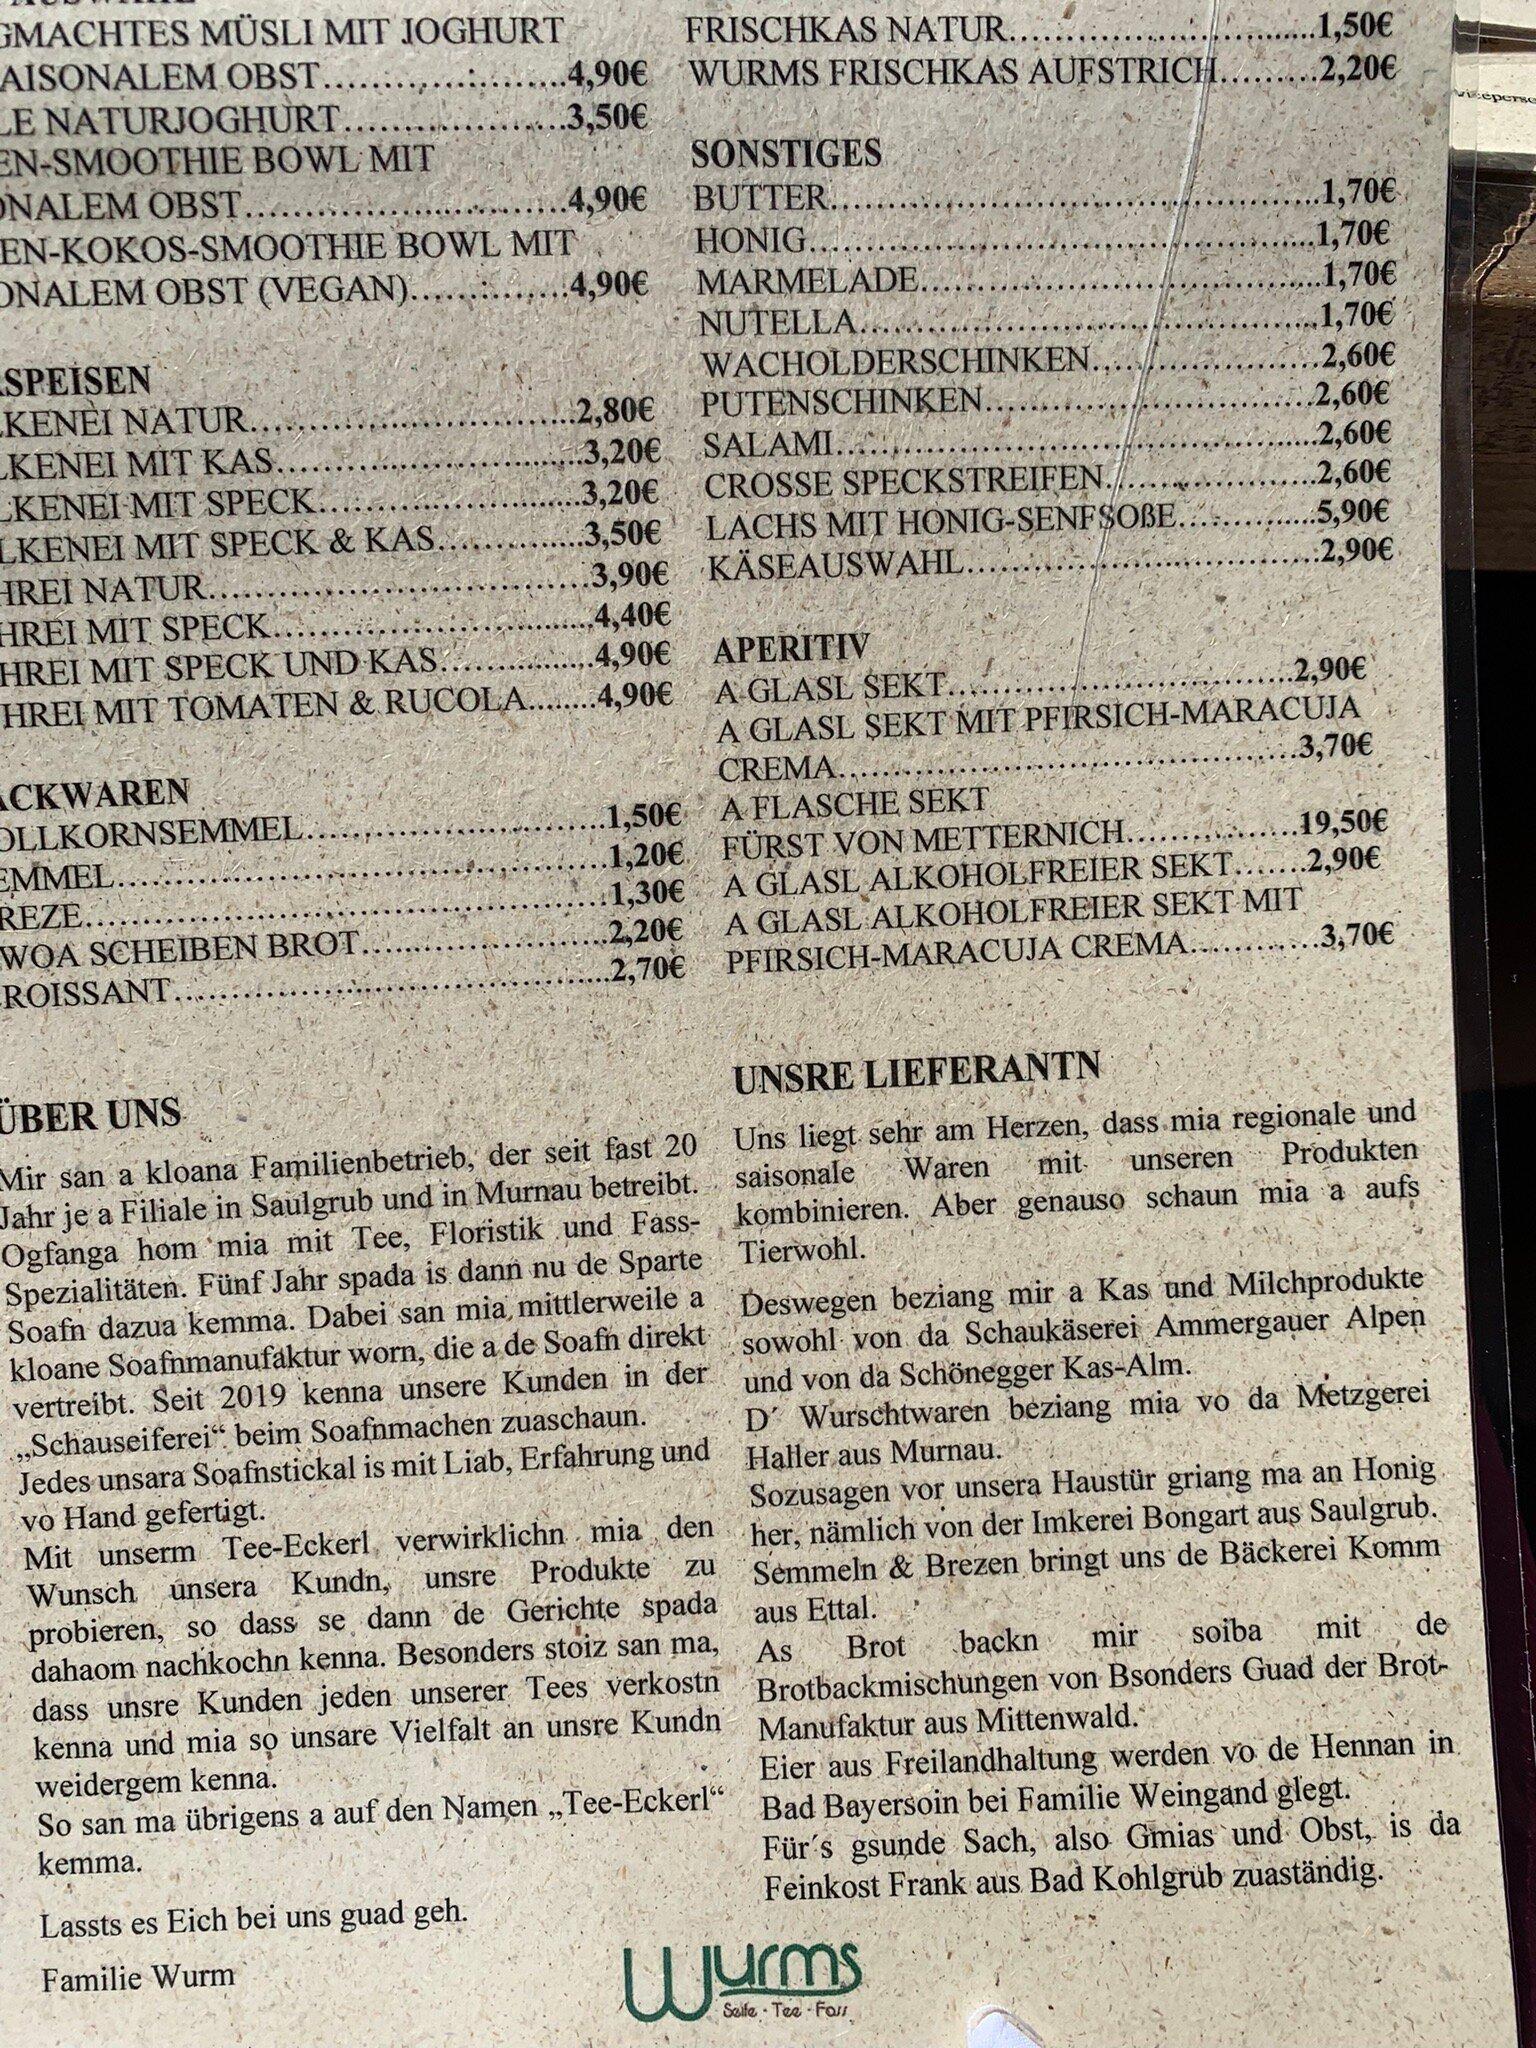 GMACHTES MÜSLI MIT JOGHURT
AISONALEM OBST....................4,90€
LE NATURJOGHURT....................3,50€
EN-SMOOTHIE BOWL MIT
ONALEM OBST....................4,90€
EN-KOKOS-SMOOTHIE BOWL MIT
ONALEM OBST (VEGAN)....................4,90€
SPEISEN
LKENEI NATUR....................2,80€
LKENEI MIT KAS....................3,20€
LKENEI MIT SPECK....................3,20€
LKENEI MIT SPECK & KAS....................3,50€
HREI NATUR....................3,90€
HREI MIT SPECK....................4,40€
HREI MIT SPECK UND KAS....................4,90€
HREI MIT TOMATEN & RUCOLA........4,90€
ACKWAREN
OLLKORNSEMMEL....................1,50€
EMMEL....................1,20€
REZE....................1,30€
WOA SCHEIBEN BROT....................2,20€
ROISSANT....................2,70€
ÜBER UNS
Mir san a kloana Familienbetrieb, der seit fast 20
Jahr je a Filiale in Saulgrub und in Murnau betreibt.
Ogfanga hom mia mit Tee, Floristik und Fass-
Spezialitäten. Fünf Jahr spada is dann nu de Sparte
Soafn dazua kemma. Dabei san mia mittlerweile a
kloane Soafnmanufaktur worn, die a de Soafn direkt
vertreibt. Seit 2019 kenna unsere Kunden in der
„Schauseiferei“ beim Soafnmachen zuaschaun.
Jedes unsara Soafnstickal is mit Liab, Erfahrung und
vo Hand gefertigt.
Mit unserm Tee-Eckerl verwirklichn mia den
Wunsch unsera Kundn, unsre Produkte zu
probieren, so dass se dann de Gerichte spada
dahaom nachkochn kenna. Besonders stoiz san ma,
dass unsre Kunden jeden unserer Tees verkostn
kenna und mia so unsare Vielfalt an unsre Kundn
weidergem kenna.
So san ma übrigens a auf den Namen „Tee-Eckerl“
kemma.
Lassts es Eich bei uns guad geh.
Familie Wurm
FRISCHKAS NATUR....................1,50€
WURMS FRISCHKAS AUFSTRICH.........2,20€
SONSTIGES
BUTTER....................1,70€
HONIG....................1,70€
MARMELADE....................1,70€
NUTELLA....................1,70€
WACHOLDERSCHINKEN....................2,60€
PUTENSCHINKEN....................2,60€
SALAMI....................2,60€
CROSSE SPECKSTREIFEN....................2,60€
LACHS MIT HONIG-SENFSOßE............5,90€
KÄSEAUSWAHL....................2,90€
APERITIV
A GLASL SEKT....................2,90€
A GLASL SEKT MIT PFIRSICH-MARACUJA
CREMA....................3,70€
A FLASCHE SEKT
FÜRST VON METTERNICH............19,50€
A GLASL ALKOHOLFREIER SEKT.......2,90€
A GLASL ALKOHOLFREIER SEKT MIT
PFIRSICH-MARACUJA CREMA............3,70€
UNSRE LIEFERANTN
Uns liegt sehr am Herzen, dass mia regionale und
saisonale Waren mit unseren Produkten
kombinieren. Aber genauso schaun mia a aufs
Tierwohl.
Deswegen beziang mir a Kas und Milchprodukte
sowohl von da Schaukäserei Ammergauer Alpen
und von da Schönegger Kas-Alm.
D´ Wurschtwaren beziang mia vo da Metzgerei
Haller aus Murnau.
Sozusagen vor unsera Haustür griang ma an Honig
her, nämlich von der Imkerei Bongart aus Saulgrub.
Semmeln & Brezen bringt uns de Bäckerei Komm
aus Ettal.
As Brot backn mir soiba mit de
Brotbackmischungen von Bsonders Guad der Brot-
Manufaktur aus Mittenwald.
Eier aus Freilandhaltung werden vo de Hennan in
Bad Bayersoin bei Familie Weingand glegt.
Für´s gsunde Sach, also Gmias und Obst, is da
Feinkost Frank aus Bad Kohlgrub zuaständig.
Wurms
Seife · Tee · Fass